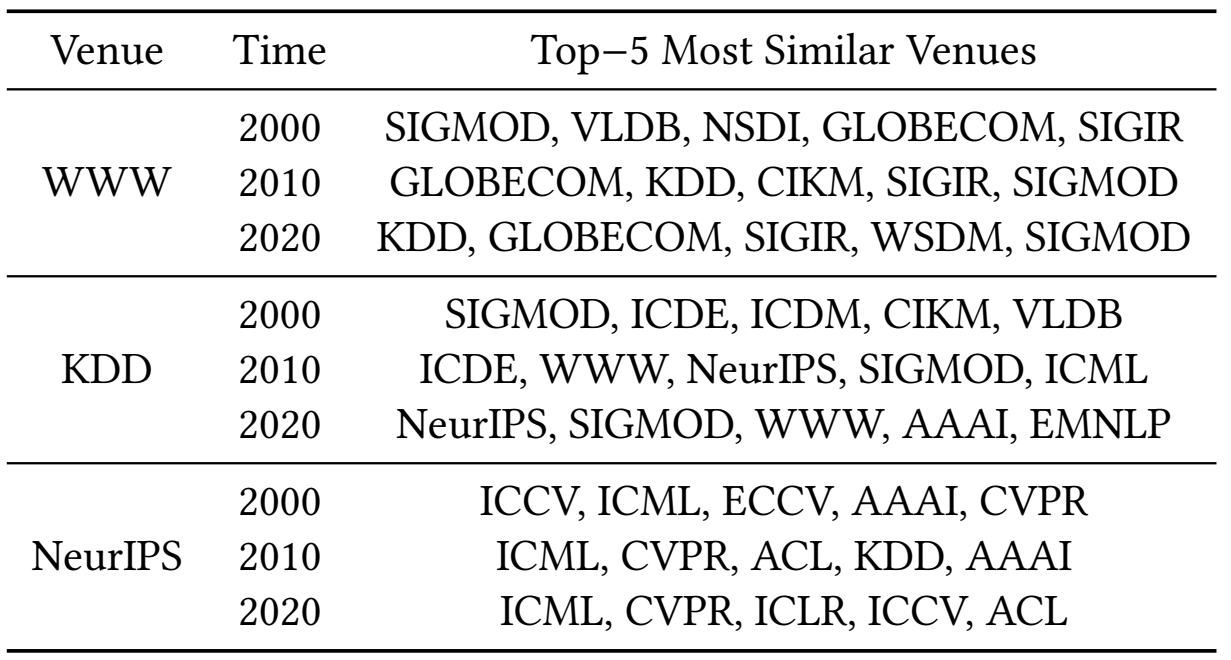 Venue Time Top–5 Most Similar Venues
2000 SIGMOD, VLDB, NSDI, GLOBECOM, SIGIR
WWW 2010 GLOBECOM, KDD, CIKM, SIGIR, SIGMOD
2020 KDD, GLOBECOM, SIGIR, WSDM, SIGMOD
2000 SIGMOD, ICDE, ICDM, CIKM, VLDB
KDD 2010 ICDE, WWW, NeurIPS, SIGMOD, ICML
2020 NeurIPS, SIGMOD, WWW, AAAI, EMNLP
2000 ICCV, ICML, ECCV, AAAI, CVPR
NeurIPS 2010 ICML, CVPR, ACL, KDD, AAAI
2020 ICML, CVPR, ICLR, ICCV, ACL